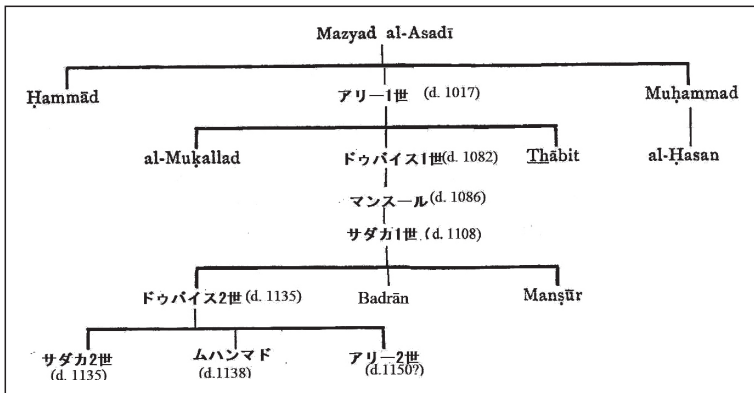 Mazyad al-Asadī
Ḥammād アリー1世 (d. 1017) Muḥammad
al-Muḳallad ドゥバイス1世(d. 1082) Thābit al-Ḥasan
マンスール(d. 1086)
サダカ1世 (d. 1108)
ドゥバイス2世 (d. 1135) Badrān Manṣūr
サダカ2世 ムハンマド アリー2世
(d. 1135) (d.1138) (d.1150?)